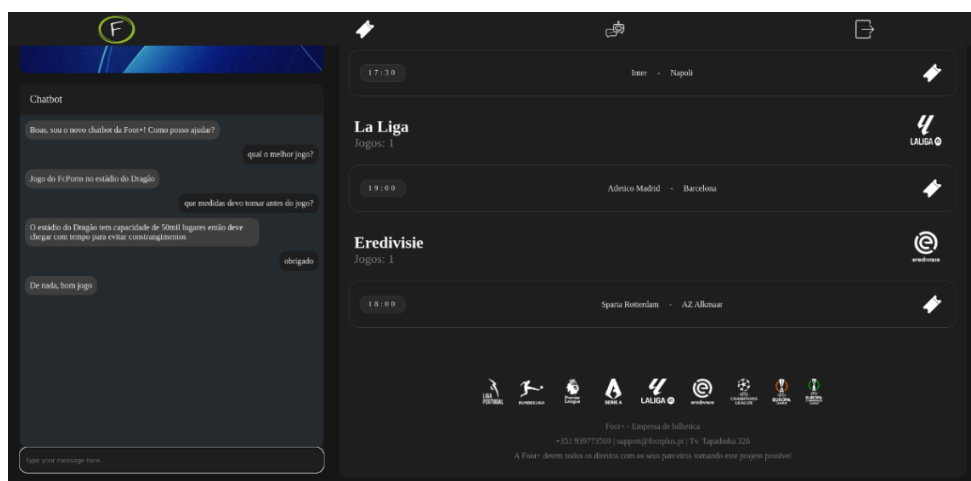 F
Chatbot
Boas, sou o novo chatbot da Foot+! Como posso ajudar?
qual o melhor jogo?
Jogo do FcPorto no estádio do Dragão
que medidas devo tomar antes do jogo?
O estádio do Dragão tem capacidade de 50mil lugares então deve
chegar com tempo para evitar constrangimentos
obrigado
De nada, bom jogo
Type your message here...
17:30
Inter - Napoli
La Liga
Jogos: 1
LALIGA
19:00
Atletico Madrid - Barcelona
Eredivisie
Jogos: 1
eredivisie
18:00
Sparta Rotterdam - AZ Alkmaar
LIGA PORTUGAL
BUNDESLIGA
Premier League
SERIE A
LALIGA
eredivisie
CHAMPIONS LEAGUE
EUROPA
Foot+ - Empresa de bilhetica
+351 939773509 | support@footplus.pt | Tv. Tapadinha 326
A Foot+ detem todos os direitos com os seus parceiros tornando este projeto possivel